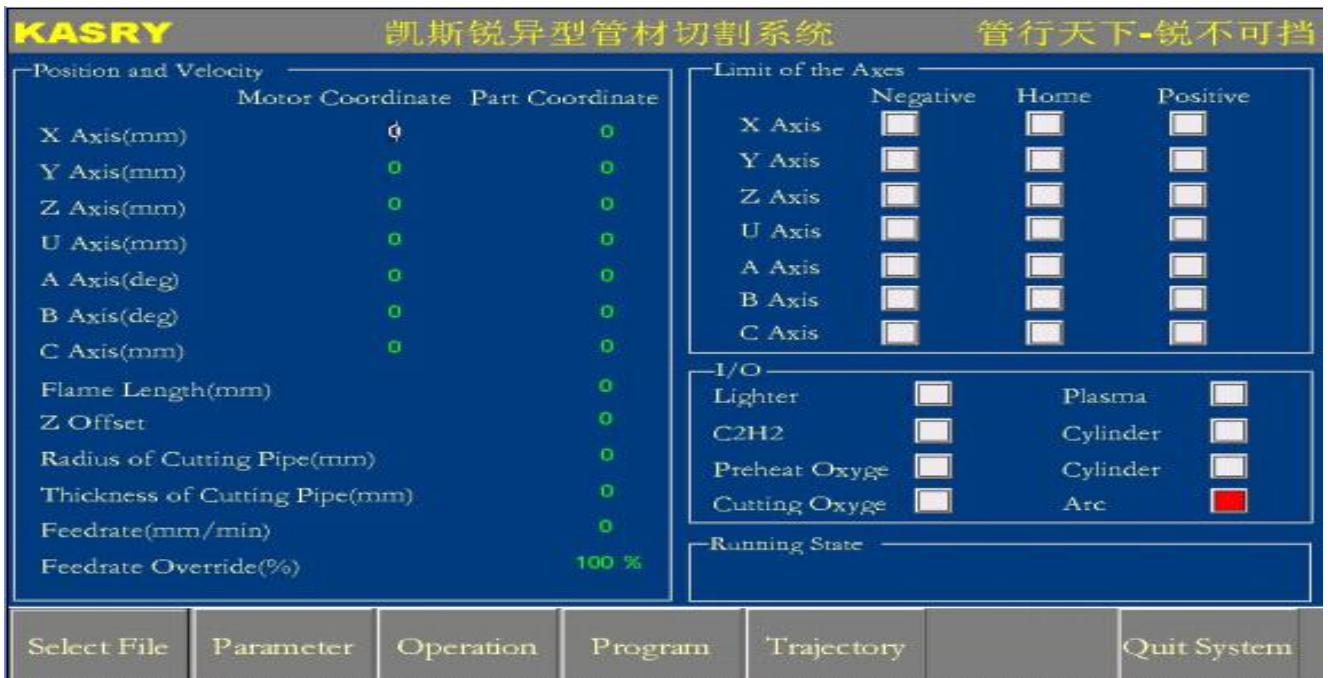 KASRY 凯斯锐异型管材切割系统 管行天下-锐不可挡
Position and Velocity
Motor Coordinate Part Coordinate
X Axis(mm) 0 0
Y Axis(mm) 0 0
Z Axis(mm) 0 0
U Axis(mm) 0 0
A Axis(deg) 0 0
B Axis(deg) 0 0
C Axis(mm) 0 0
Flame Length(mm) 0
Z Offset 0
Radius of Cutting Pipe(mm) 0
Thickness of Cutting Pipe(mm) 0
Feedrate(mm/min) 0
Feedrate Override(%) 100 %
Limit of the Axes
Negative Home Positive
X Axis
Y Axis
Z Axis
U Axis
A Axis
B Axis
C Axis
I/O
Lighter Plasma
C2H2 Cylinder
Preheat Oxyge Cylinder
Cutting Oxyge Arc
Running State
Select File Parameter Operation Program Trajectory Quit System